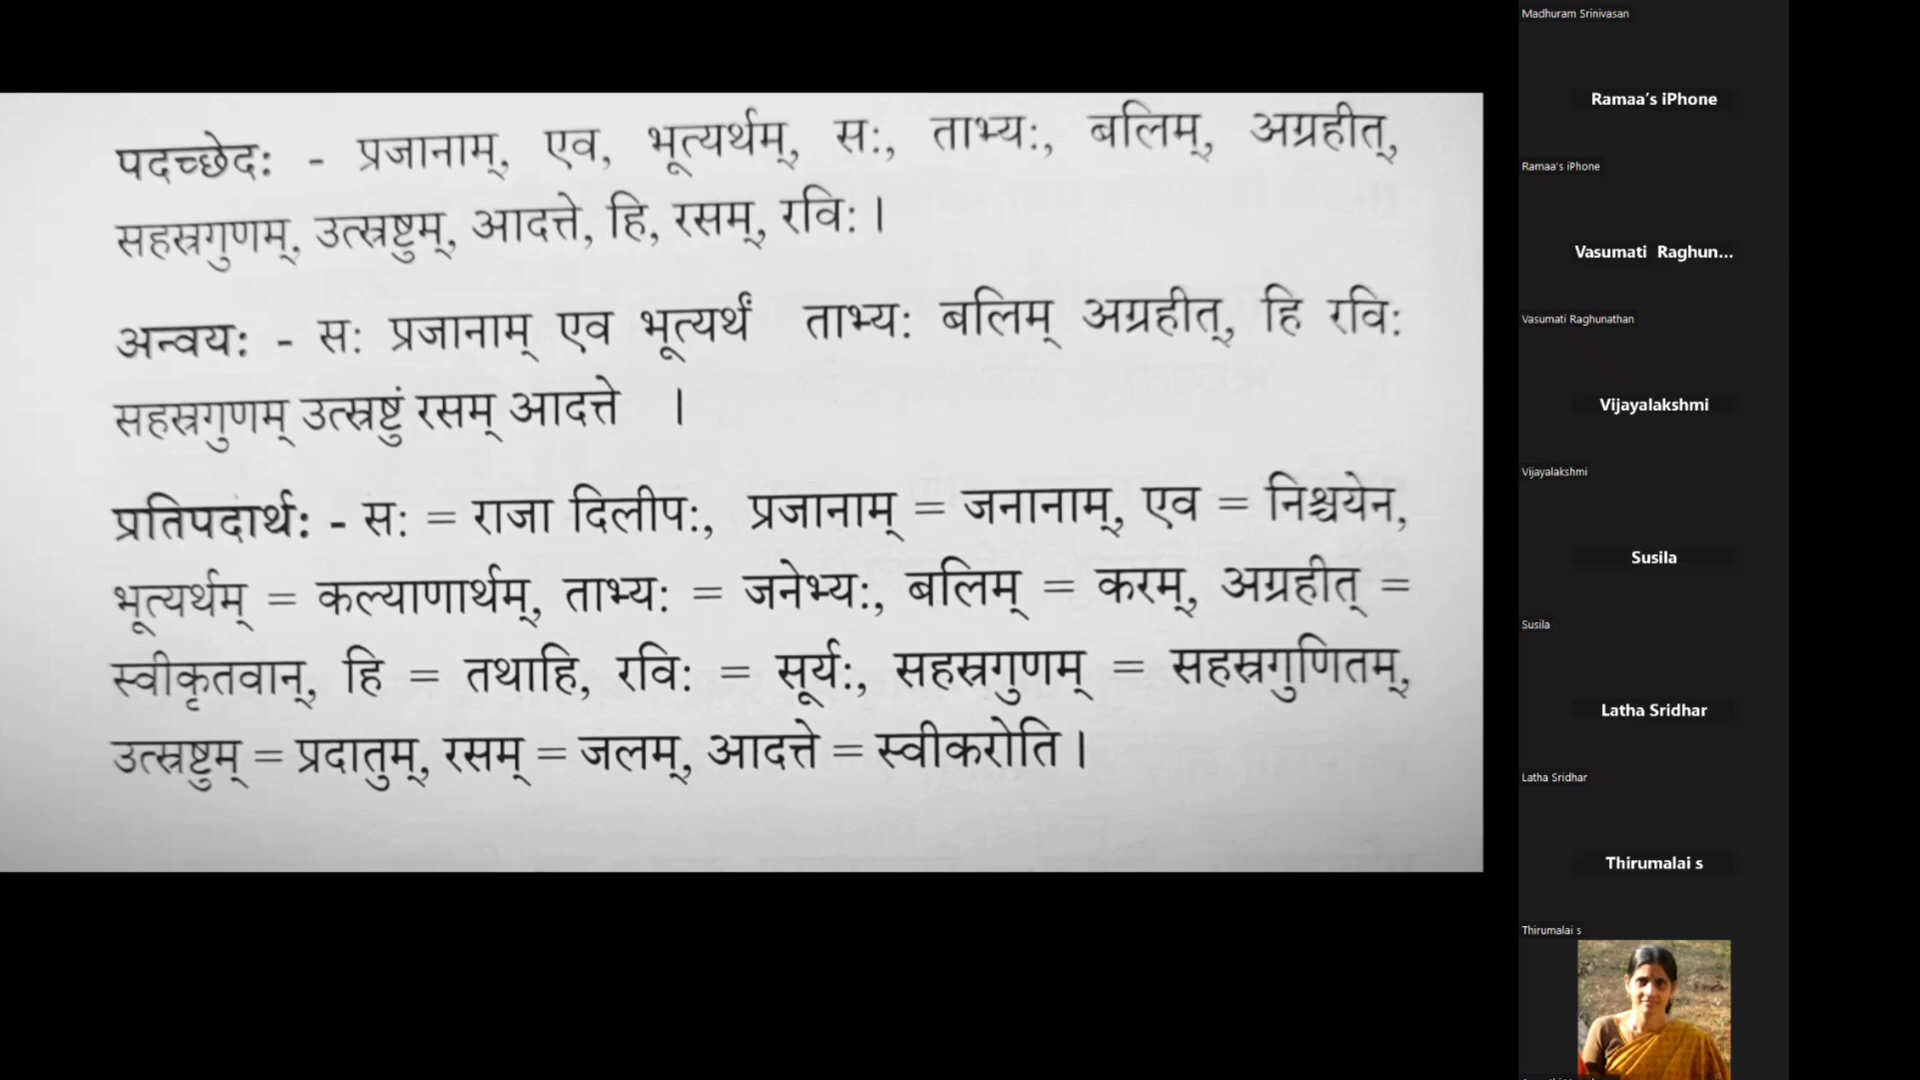 पदच्छेदः - प्रजानाम्, एव, भूत्यर्थम्, सः, ताभ्यः, बलिम्, अग्रहीत्,
सहस्रगुणम्, उत्स्रष्टुम्, आदत्ते, हि, रसम्, रविः ।
अन्वयः - सः प्रजानाम् एव भूत्यर्थं ताभ्यः बलिम् अग्रहीत्, हि रविः
सहस्रगुणम् उत्स्रष्टुं रसम् आदत्ते ।
प्रतिपदार्थः - सः = राजा दिलीपः, प्रजानाम् = जनानाम्, एव = निश्चयेन,
भूत्यर्थम् = कल्याणार्थम्, ताभ्यः = जनेभ्यः, बलिम् = करम्, अग्रहीत् =
स्वीकृतवान्, हि = तथाहि, रविः = सूर्यः, सहस्रगुणम् = सहस्रगुणितम्,
उत्स्रष्टुम् = प्रदातुम्, रसम् = जलम्, आदत्ते = स्वीकरोति ।
Madhuram Srinivasan
Ramaa's iPhone
Ramaa's iPhone
Vasumati Raghun...
Vasumati Raghunathan
Vijayalakshmi
Vijayalakshmi
Susila
Susila
Latha Sridhar
Latha Sridhar
Thirumalai s
Thirumalai s